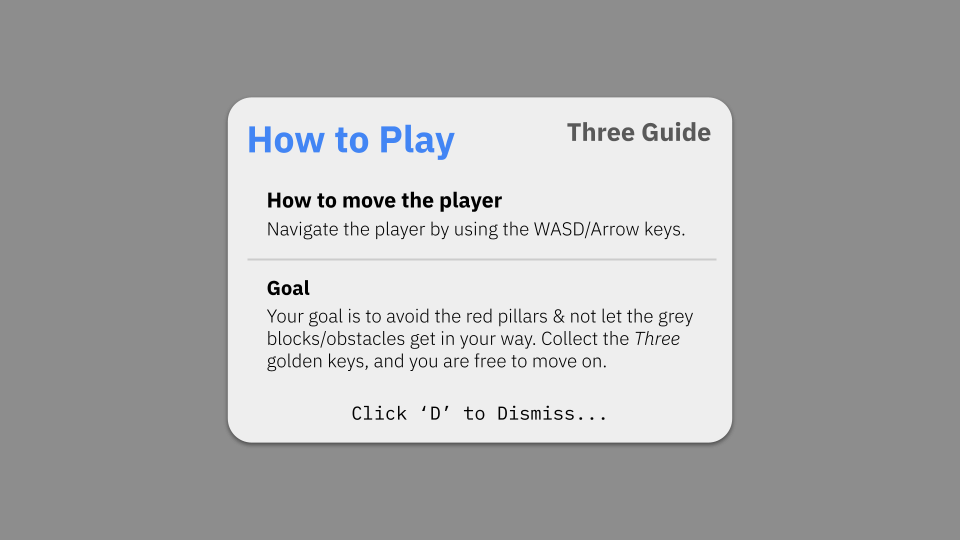 How to Play
Three Guide
How to move the player
Navigate the player by using the WASD/Arrow keys.
Goal
Your goal is to avoid the red pillars & not let the grey
blocks/obstacles get in your way. Collect the Three
golden keys, and you are free to move on.
Click ‘D’ to Dismiss...